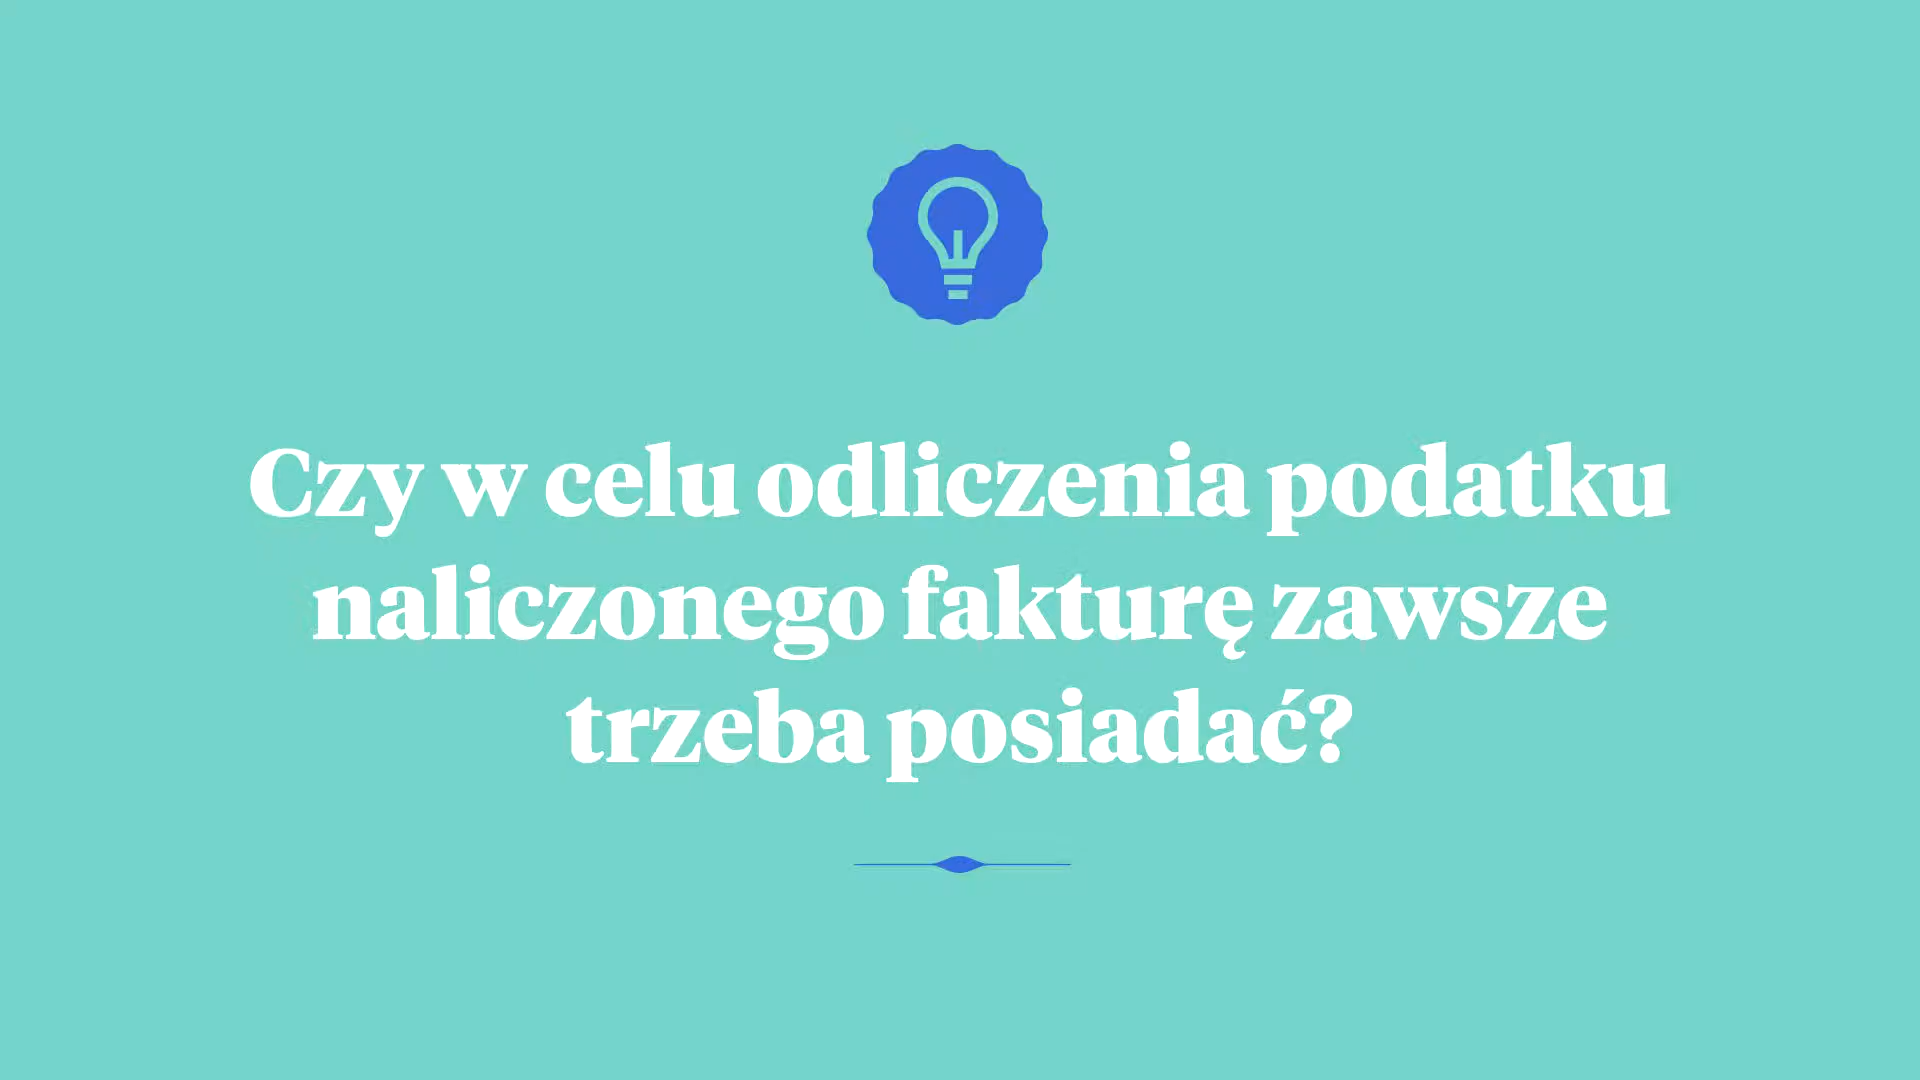 Czy w celu odliczenia podatku
naliczonego fakturę zawsze
trzeba posiadać?